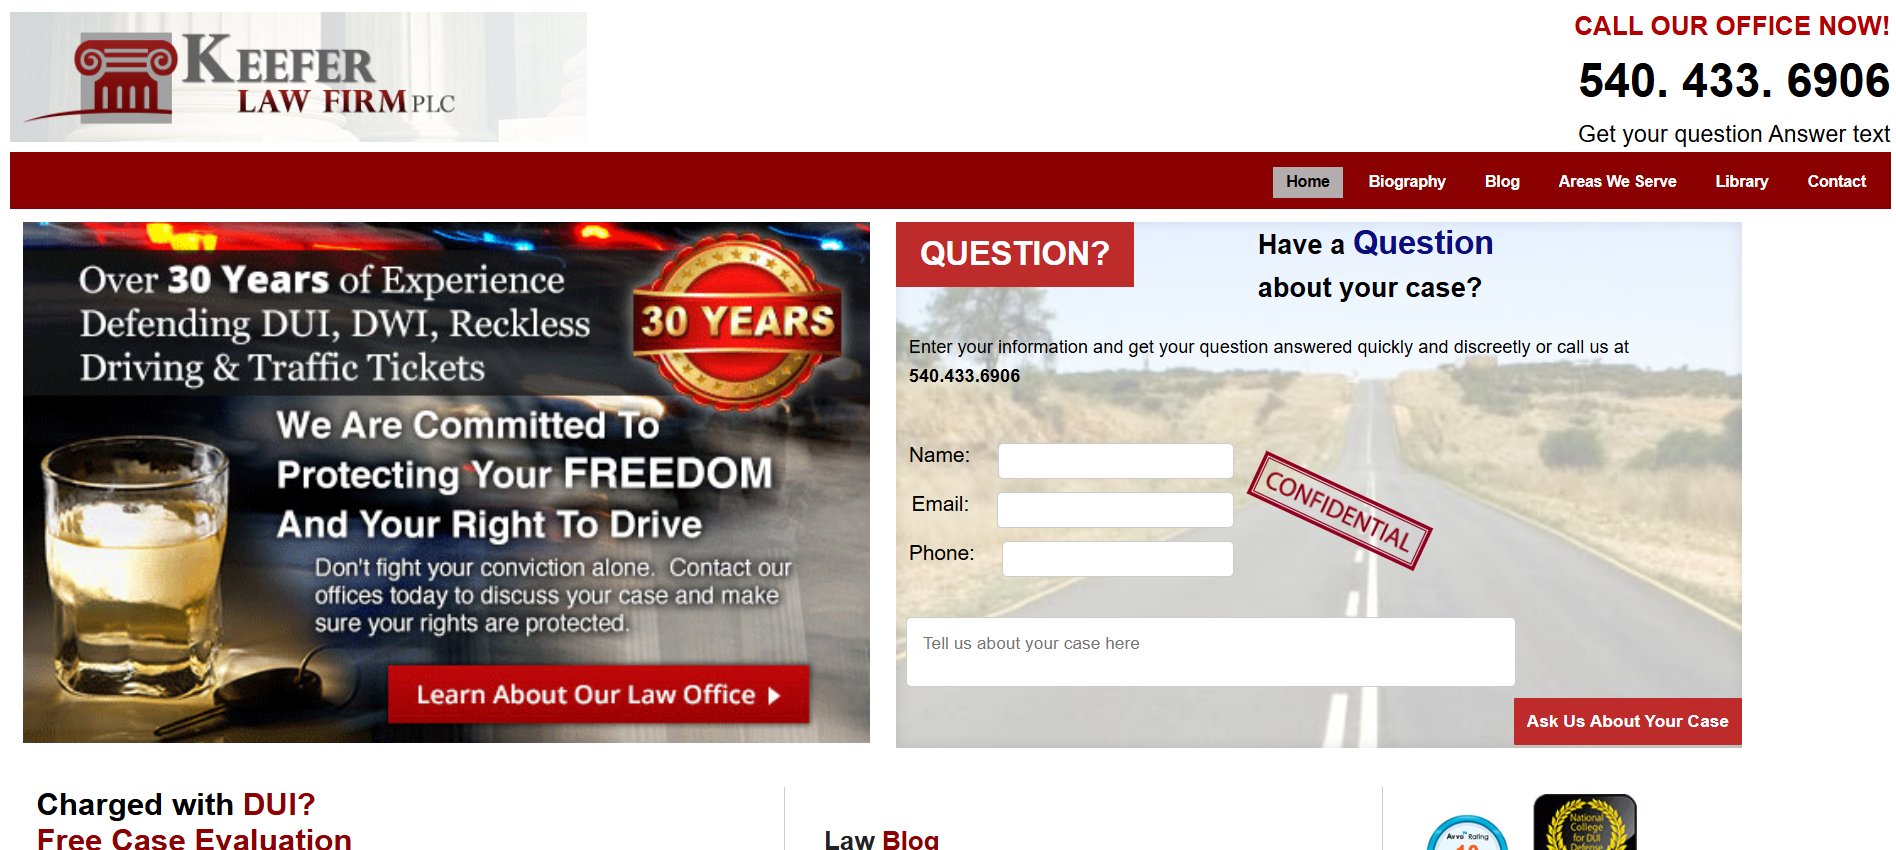 KEEFER
LAW FIRM PLC
CALL OUR OFFICE NOW!
540. 433. 6906
Get your question Answer text
Home Biography Blog Areas We Serve Library Contact
Over 30 Years of Experience
Defending DUI, DWI, Reckless
Driving & Traffic Tickets
30 YEARS
We Are Committed To
Protecting Your FREEDOM
And Your Right To Drive
Don't fight your conviction alone. Contact our
offices today to discuss your case and make
sure your rights are protected.
Learn About Our Law Office
QUESTION?
Have a Question
about your case?
Enter your information and get your question answered quickly and discreetly or call us at
540.433.6906
Name:
Email:
Phone:
CONFIDENTIAL
Tell us about your case here
Ask Us About Your Case
Charged with DUI?
Free Case Evaluation
Law Blog
Avvo Rating
10
National
College
for DUI
Defense